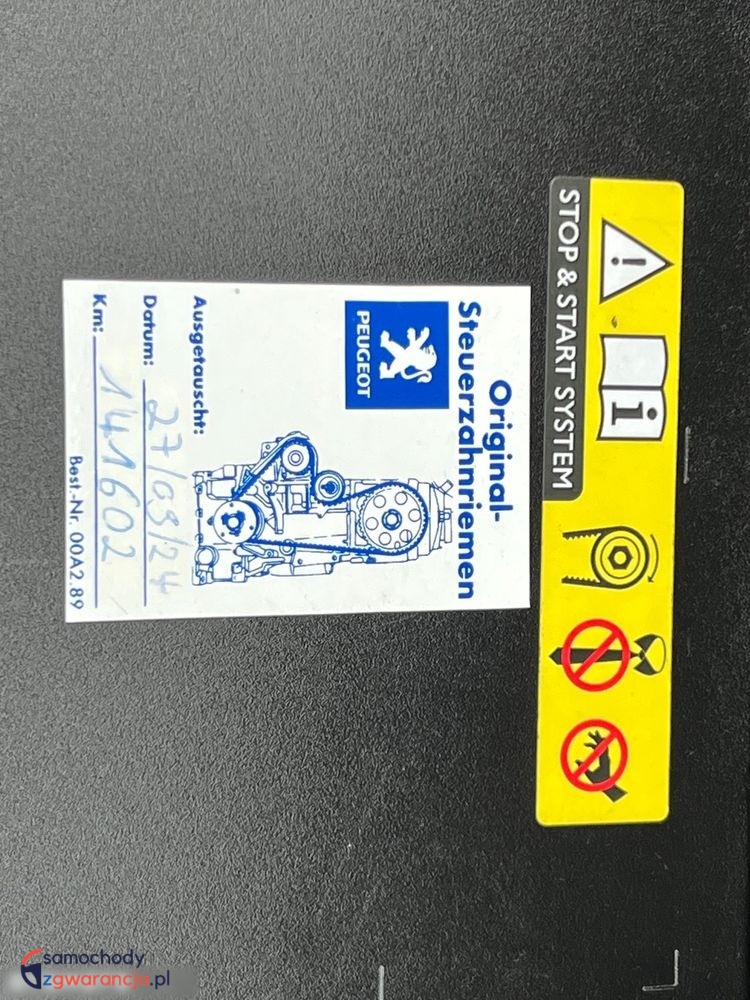 STOP & START SYSTEM
Original-
Steuerzahnriemen
PEUGEOT
Ausgetauscht:
Datum: 27/03/24
Km: 141602
Best.-Nr. 00A2.89
samochody
zgwarancja.pl